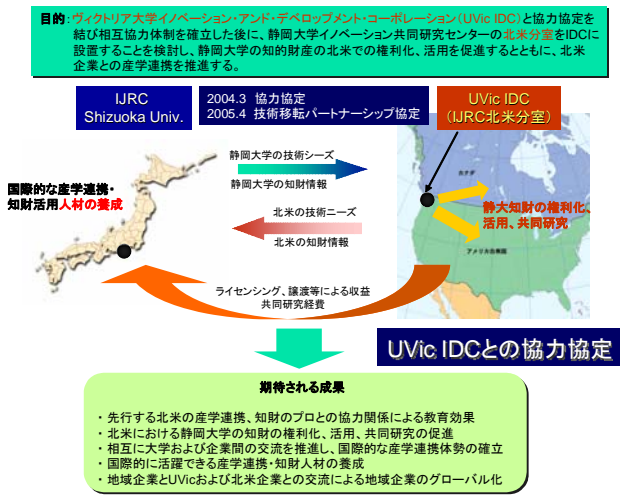 目的：ヴィクトリア大学イノベーション・アンド・デベロップメント・コーポレーション（UVic IDC）と協力協定を
結び相互協力体制を確立した後に、静岡大学イノベーション共同研究センターの北米分室をIDCに
設置することを検討し、静岡大学の知的財産の北米での権利化、活用を促進するとともに、北米
企業との産学連携を推進する。
IJRC
Shizuoka Univ.
2004.3 協力協定
2005.4 技術移転パートナーシップ協定
UVic IDC
（IJRC北米分室）
静岡大学の技術シーズ
静岡大学の知財情報
国際的な産学連携・
知財活用人材の養成
北米の技術ニーズ
北米の知財情報
カナダ
静大知財の権利化、
活用、共同研究
アメリカ合衆国
ライセンシング、譲渡等による収益
共同研究経費
UVic IDCとの協力協定
期待される成果
・先行する北米の産学連携、知財のプロとの協力関係による教育効果
・北米における静岡大学の知財の権利化、活用、共同研究の促進
・相互に大学および企業間の交流を推進し、国際的な産学連携体勢の確立
・国際的に活躍できる産学連携・知財人材の養成
・地域企業とUVicおよび北米企業との交流による地域企業のグローバル化